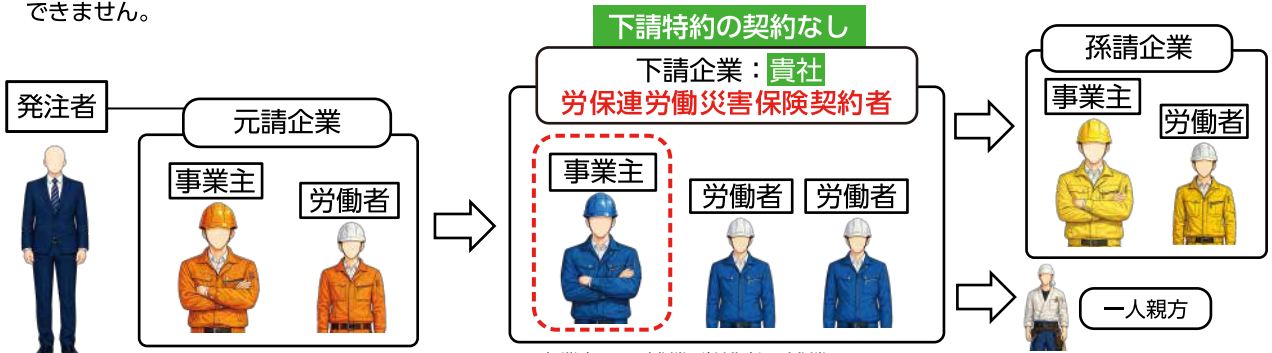 できません。
下請特約の契約なし
下請企業：貴社
労保連労働災害保険契約者
孫請企業
発注者
元請企業
事業主
労働者
事業主
労働者
労働者
事業主
労働者
一人親方